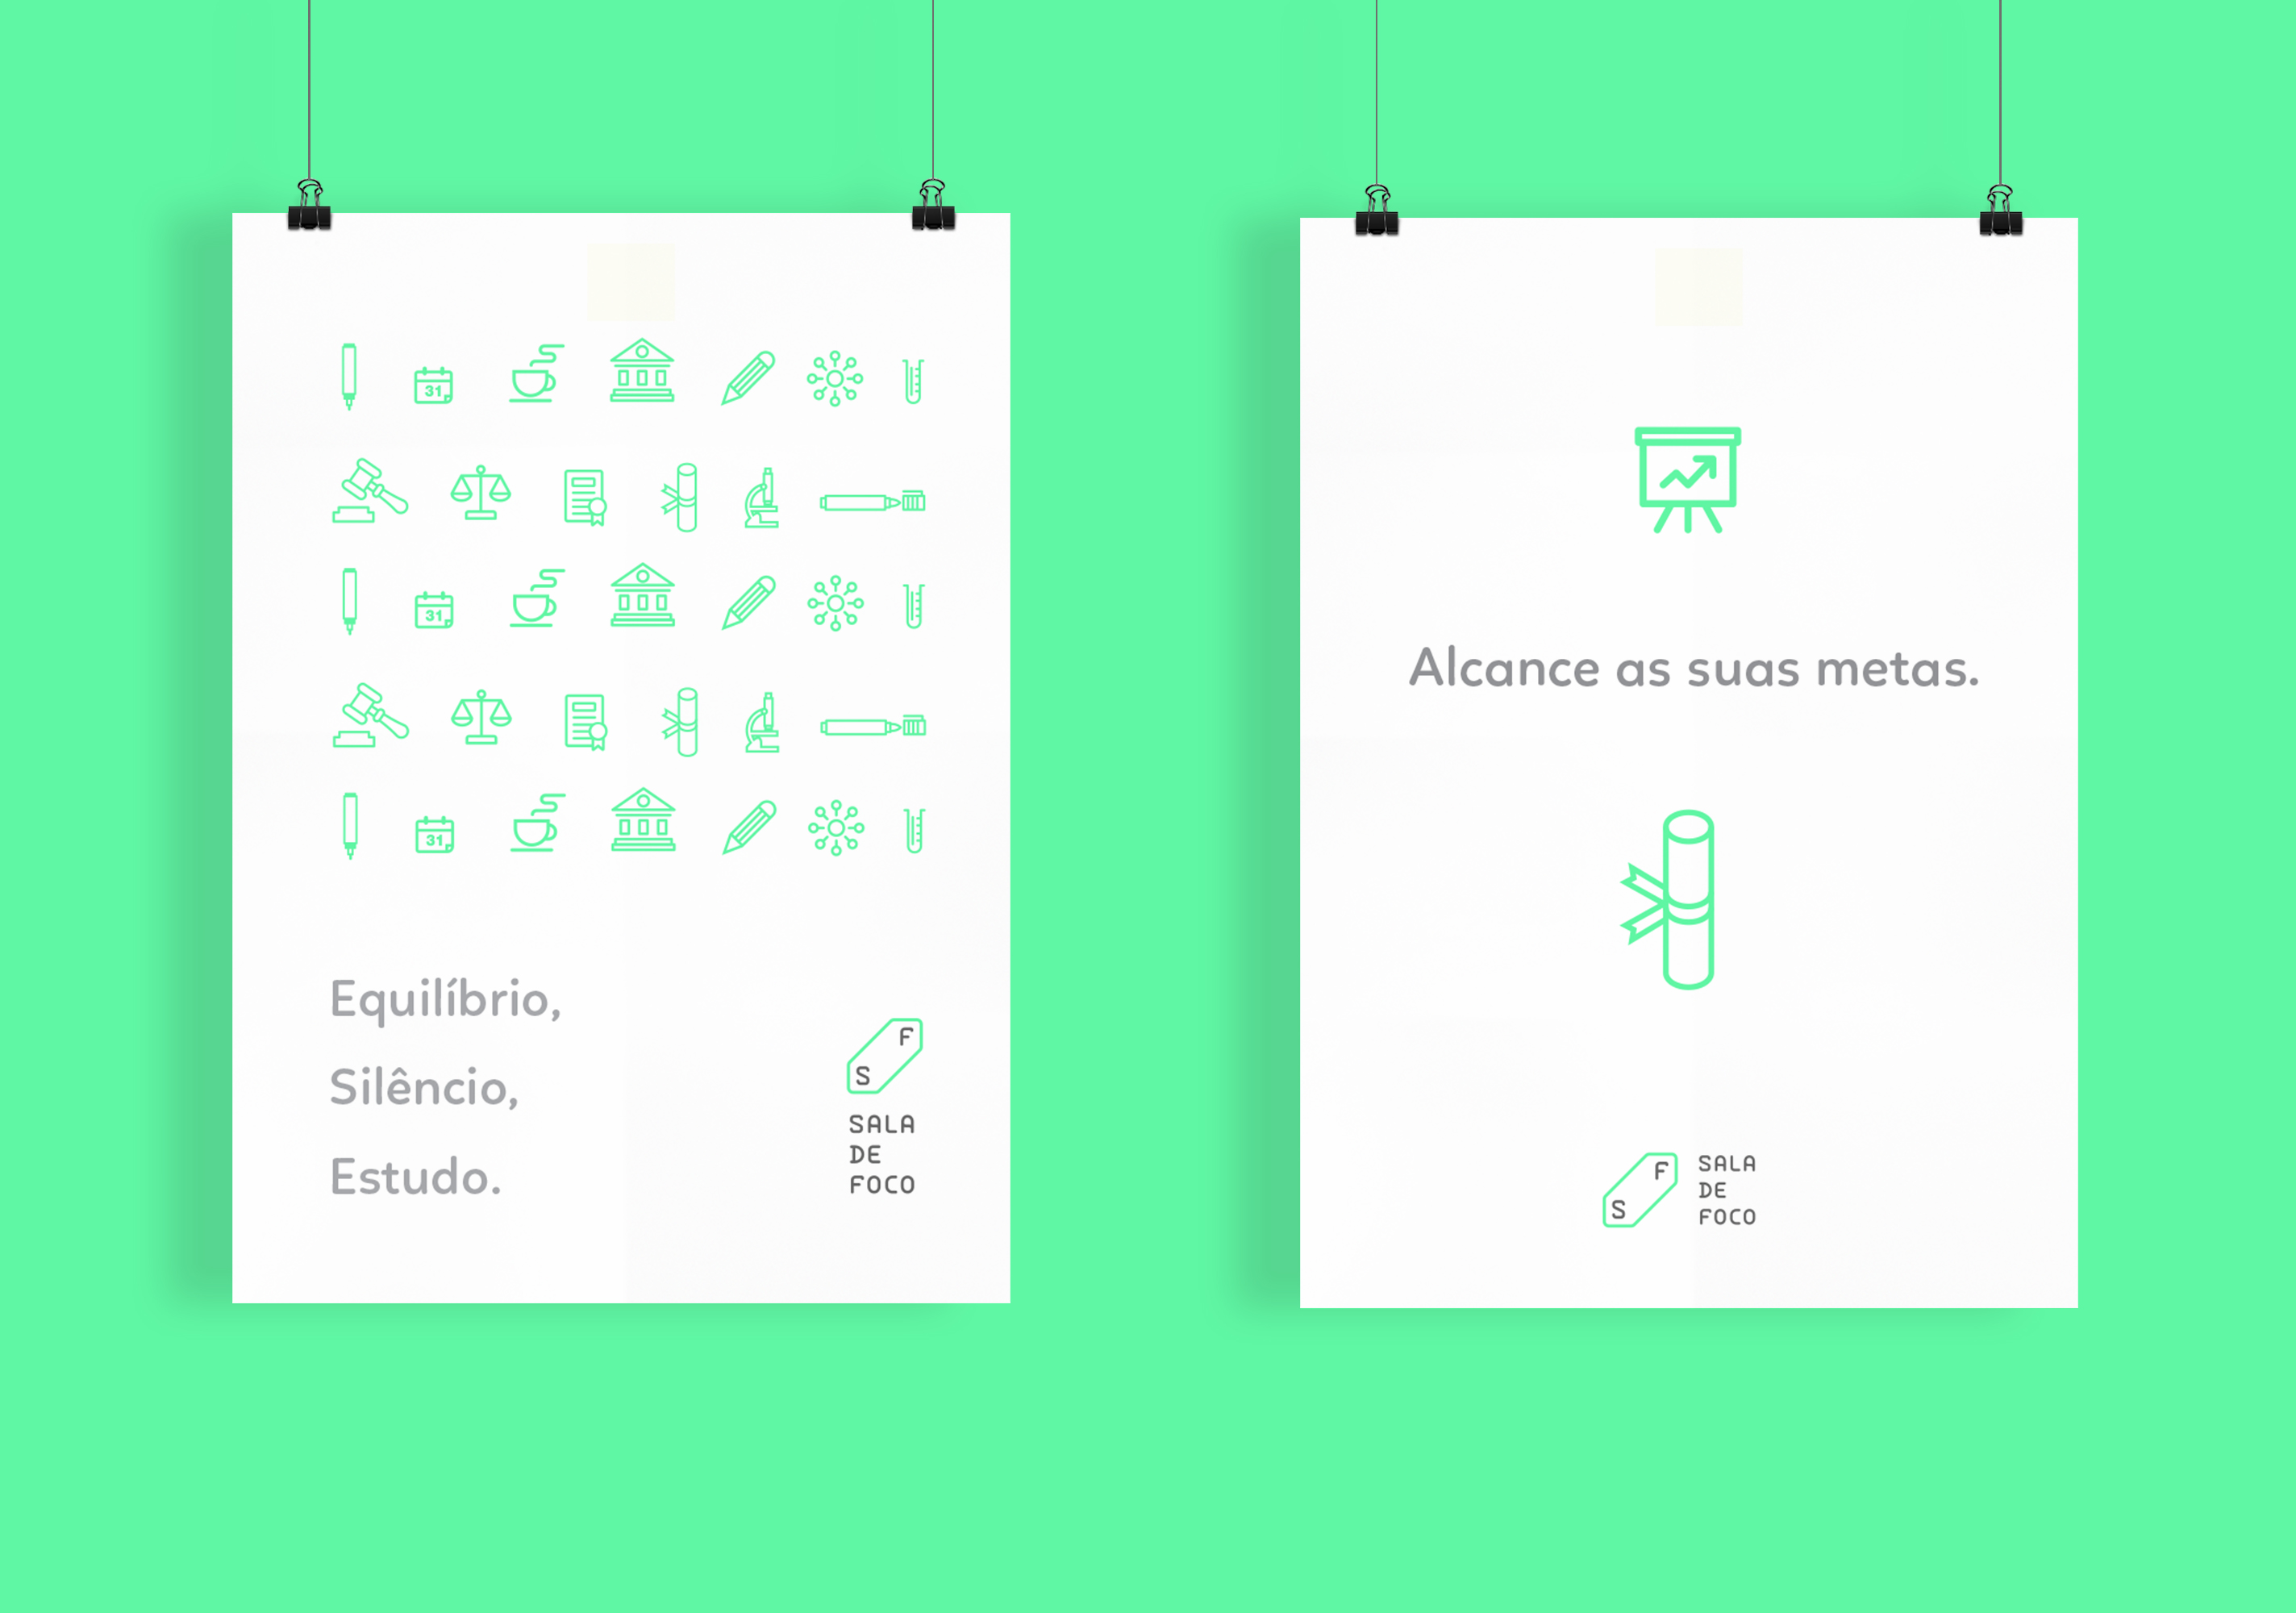 31
31
31
Equilíbrio,
Silêncio,
Estudo.
F
S
SALA
DE
FOCO
Alcance as suas metas.
F
S
SALA
DE
FOCO